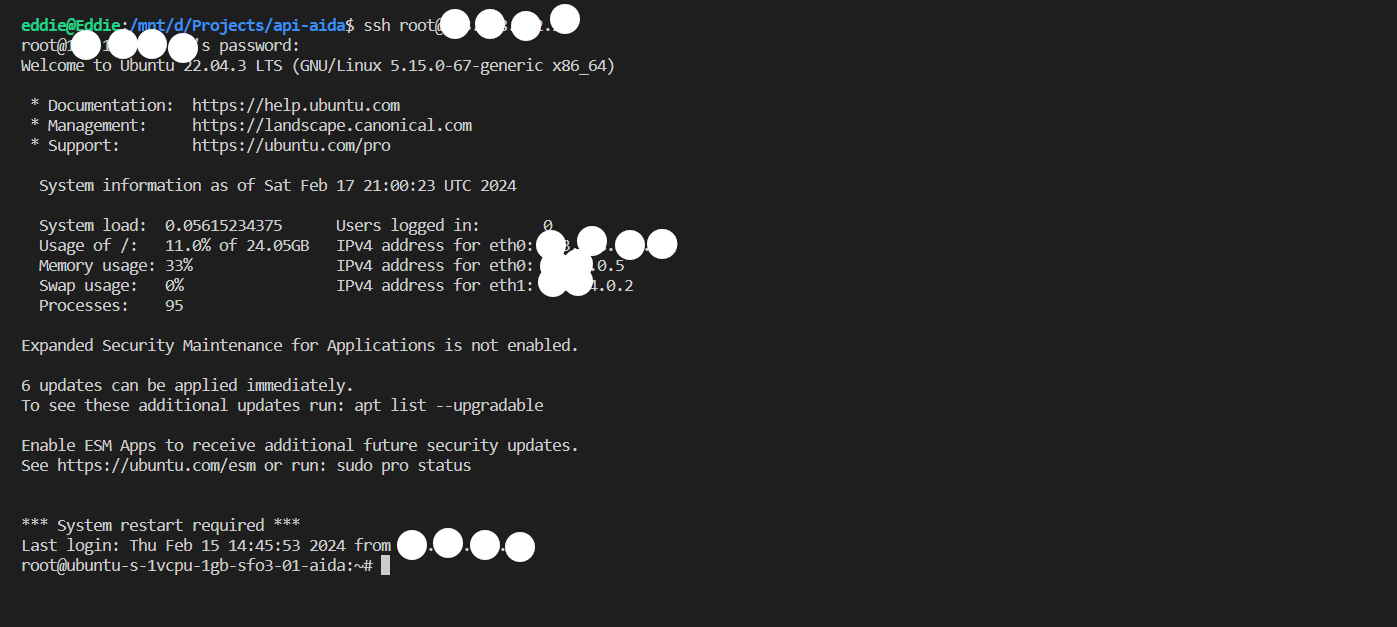 eddie@Eddie:/mnt/d/Projects/api-aida$ ssh root@
root@ 's password:
Welcome to Ubuntu 22.04.3 LTS (GNU/Linux 5.15.0-67-generic x86_64)
* Documentation: https://help.ubuntu.com
* Management: https://landscape.canonical.com
* Support: https://ubuntu.com/pro
System information as of Sat Feb 17 21:00:23 UTC 2024
System load: 0.05615234375 Users logged in: 0
Usage of /: 11.0% of 24.05GB IPv4 address for eth0:
Memory usage: 33% IPv4 address for eth0: .0.5
Swap usage: 0% IPv4 address for eth1: .0.2
Processes: 95
Expanded Security Maintenance for Applications is not enabled.
6 updates can be applied immediately.
To see these additional updates run: apt list --upgradable
Enable ESM Apps to receive additional future security updates.
See https://ubuntu.com/esm or run: sudo pro status
*** System restart required ***
Last login: Thu Feb 15 14:45:53 2024 from
root@ubuntu-s-1vcpu-1gb-sfo3-01-aida:~#